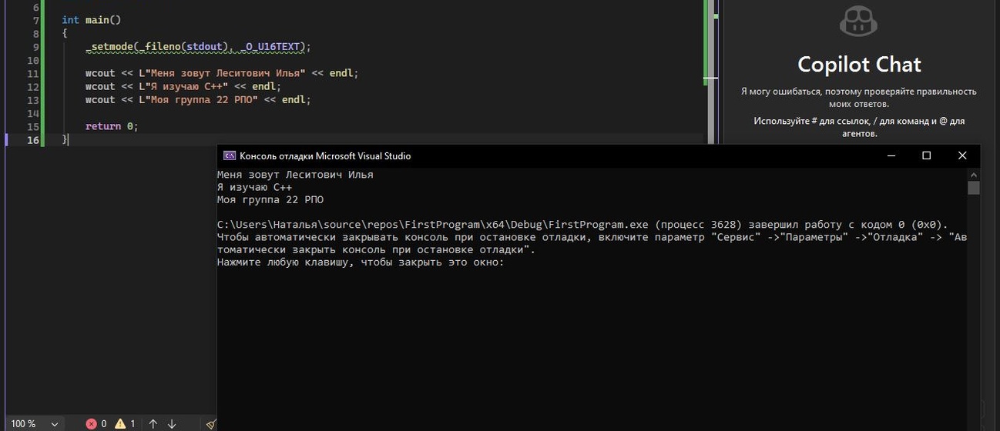 6
7 int main()
8 {
9 _setmode(_fileno(stdout), _O_U16TEXT);
10
11 wcout << L"Меня зовут Леситович Илья" << endl;
12 wcout << L"Я изучаю C++" << endl;
13 wcout << L"Моя группа 22 РПО" << endl;
14
15 return 0;
16 }
Copilot Chat
Я могу ошибаться, поэтому проверяйте правильность
моих ответов.
Используйте # для ссылок, / для команд и @ для
агентов.
Консоль отладки Microsoft Visual Studio
Меня зовут Леситович Илья
Я изучаю C++
Моя группа 22 РПО
C:\Users\Наталья\source\repos\FirstProgram\x64\Debug\FirstProgram.exe (процесс 3628) завершил работу с кодом 0 (0x0).
Чтобы автоматически закрывать консоль при остановке отладки, включите параметр "Сервис" ->"Параметры" ->"Отладка" -> "Ав
томатически закрыть консоль при остановке отладки".
Нажмите любую клавишу, чтобы закрыть это окно:
100 % 0 1